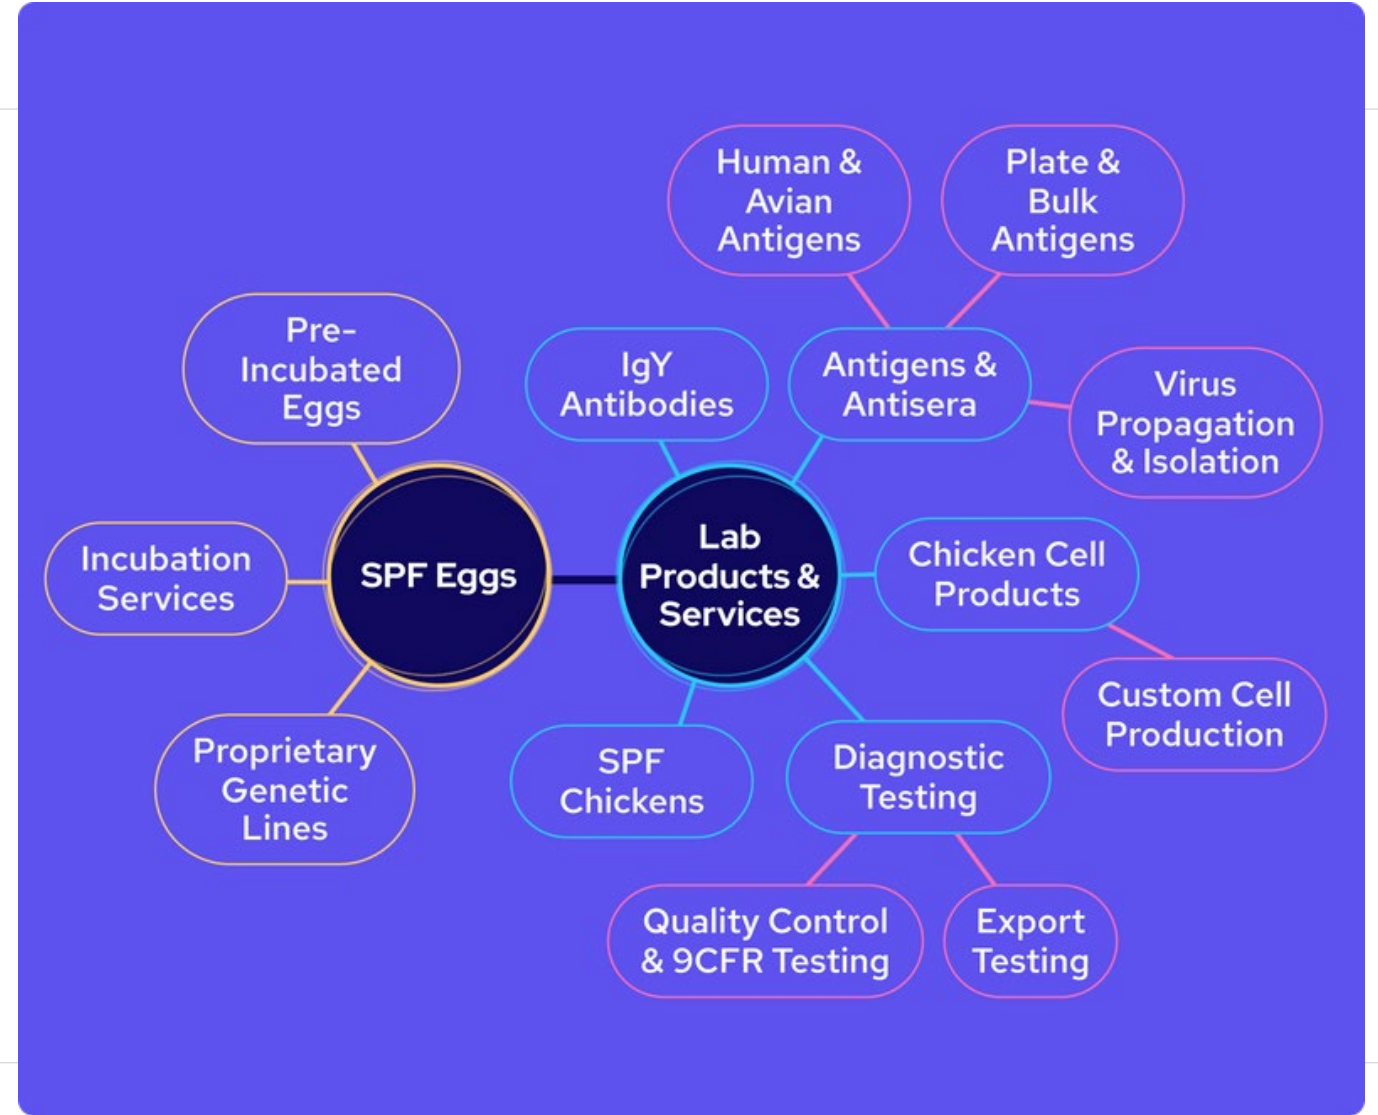 Human &
Avian
Antigens
Plate &
Bulk
Antigens
Pre-
Incubated
Eggs
IgY
Antibodies
Antigens &
Antisera
Virus
Propagation
& Isolation
Incubation
Services
SPF Eggs
Lab
Products &
Services
Chicken Cell
Products
Custom Cell
Production
Proprietary
Genetic
Lines
SPF
Chickens
Diagnostic
Testing
Quality Control
& 9CFR Testing
Export
Testing